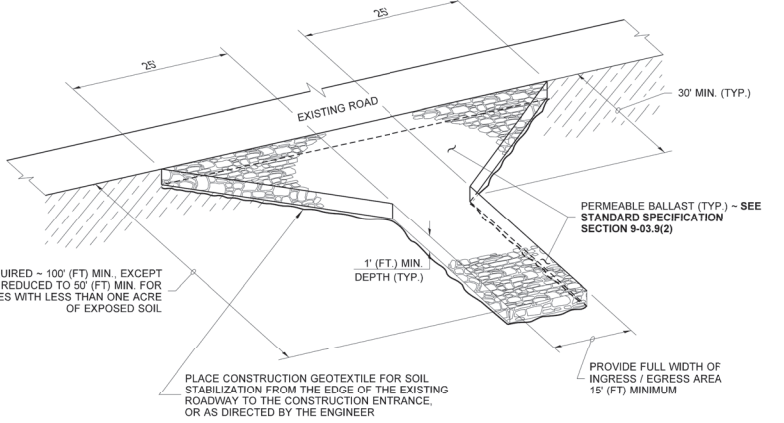 25'
25'
EXISTING ROAD
30' MIN. (TYP.)
PERMEABLE BALLAST (TYP.) ~ SEE
STANDARD SPECIFICATION
SECTION 9-03.9(2)
1' (FT.) MIN.
DEPTH (TYP.)
UIRED ~ 100' (FT) MIN., EXCEPT
REDUCED TO 50' (FT) MIN. FOR
ES WITH LESS THAN ONE ACRE
OF EXPOSED SOIL
PLACE CONSTRUCTION GEOTEXTILE FOR SOIL
STABILIZATION FROM THE EDGE OF THE EXISTING
ROADWAY TO THE CONSTRUCTION ENTRANCE,
OR AS DIRECTED BY THE ENGINEER
PROVIDE FULL WIDTH OF
INGRESS / EGRESS AREA
15' (FT) MINIMUM